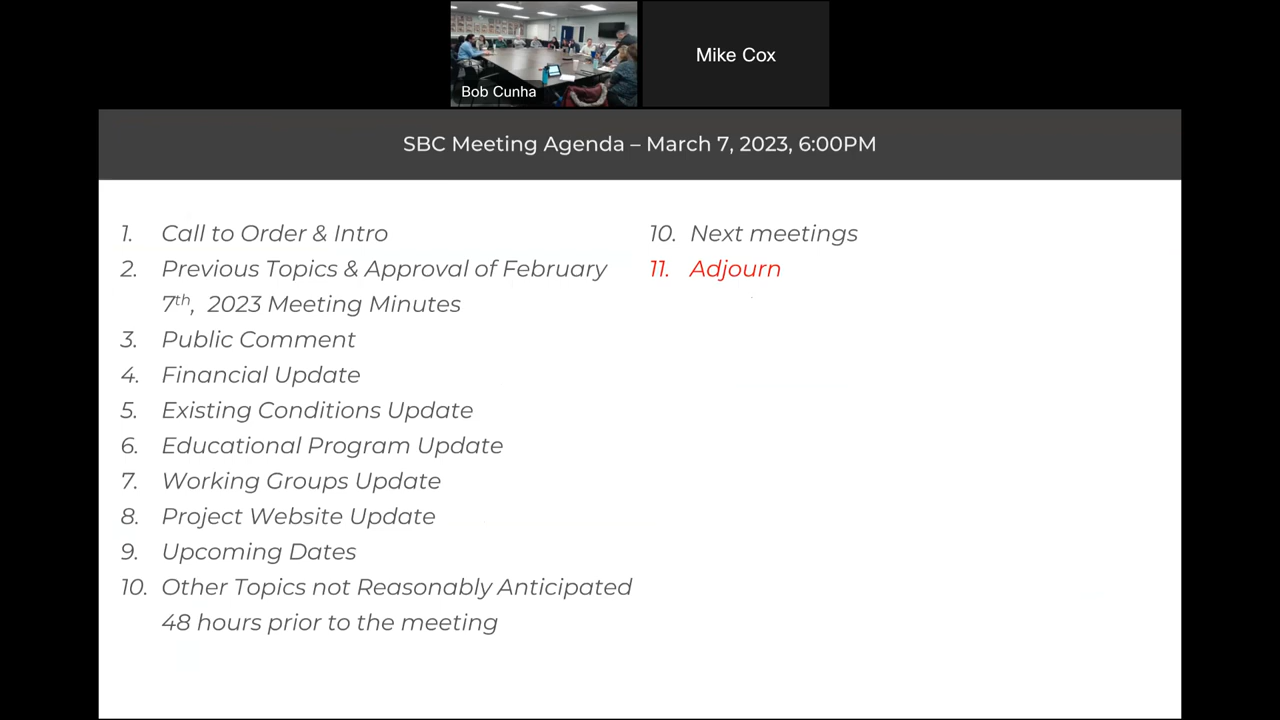 Bob Cunha
Mike Cox
SBC Meeting Agenda – March 7, 2023, 6:00PM
1. Call to Order & Intro
2. Previous Topics & Approval of February
7th, 2023 Meeting Minutes
3. Public Comment
4. Financial Update
5. Existing Conditions Update
6. Educational Program Update
7. Working Groups Update
8. Project Website Update
9. Upcoming Dates
10. Other Topics not Reasonably Anticipated
48 hours prior to the meeting
10. Next meetings
11. Adjourn